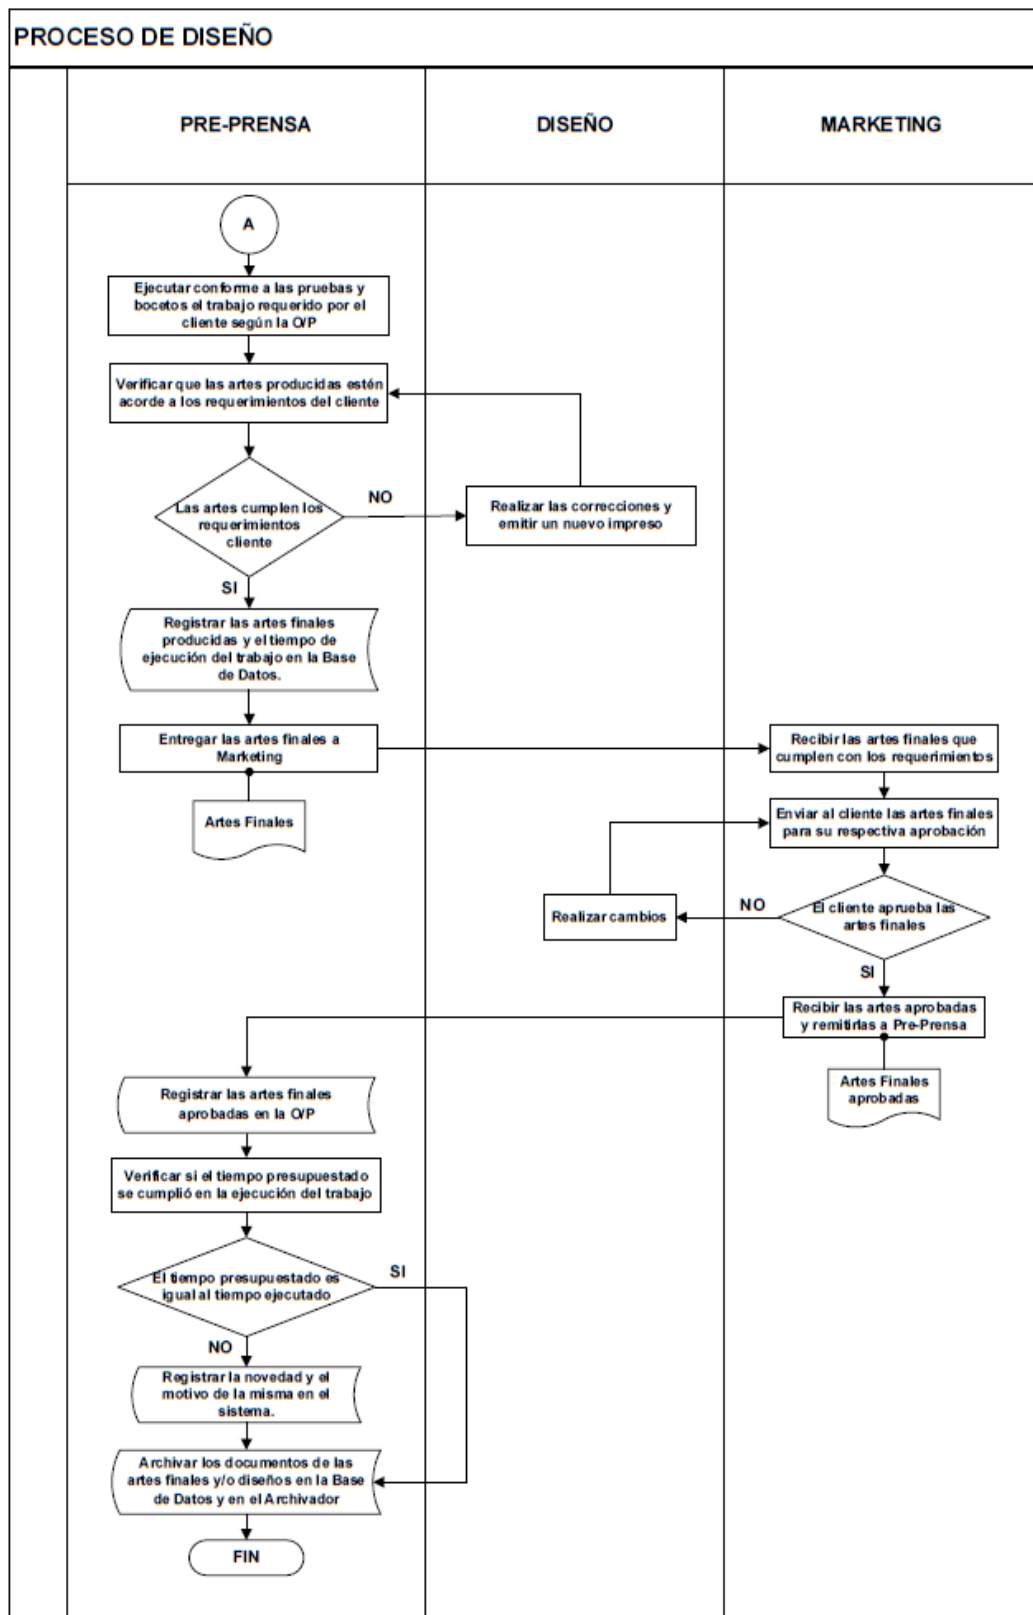 PROCESO DE DISEÑO
PRE-PRENSA
DISEÑO
MARKETING
A
Ejecutar conforme a las pruebas y
bocetos el trabajo requerido por el
cliente según la O/P
Verificar que las artes producidas estén
acorde a los requerimientos del cliente
Las artes cumplen los
requerimientos
cliente
NO
Realizar las correcciones y
emitir un nuevo impreso
SI
Registrar las artes finales
producidas y el tiempo de
ejecución del trabajo en la Base
de Datos.
Entregar las artes finales a
Marketing
Artes Finales
Recibir las artes finales que
cumplen con los requerimientos
Enviar al cliente las artes finales
para su respectiva aprobación
El cliente aprueba las
artes finales
NO
Realizar cambios
SI
Recibir las artes aprobadas
y remitirlas a Pre-Prensa
Artes Finales
aprobadas
Registrar las artes finales
aprobadas en la O/P
Verificar si el tiempo presupuestado
se cumplió en la ejecución del trabajo
El tiempo presupuestado es
igual al tiempo ejecutado
SI
NO
Registrar la novedad y el
motivo de la misma en el
sistema.
Archivar los documentos de las
artes finales y/o diseños en la Base
de Datos y en el Archivador
FIN